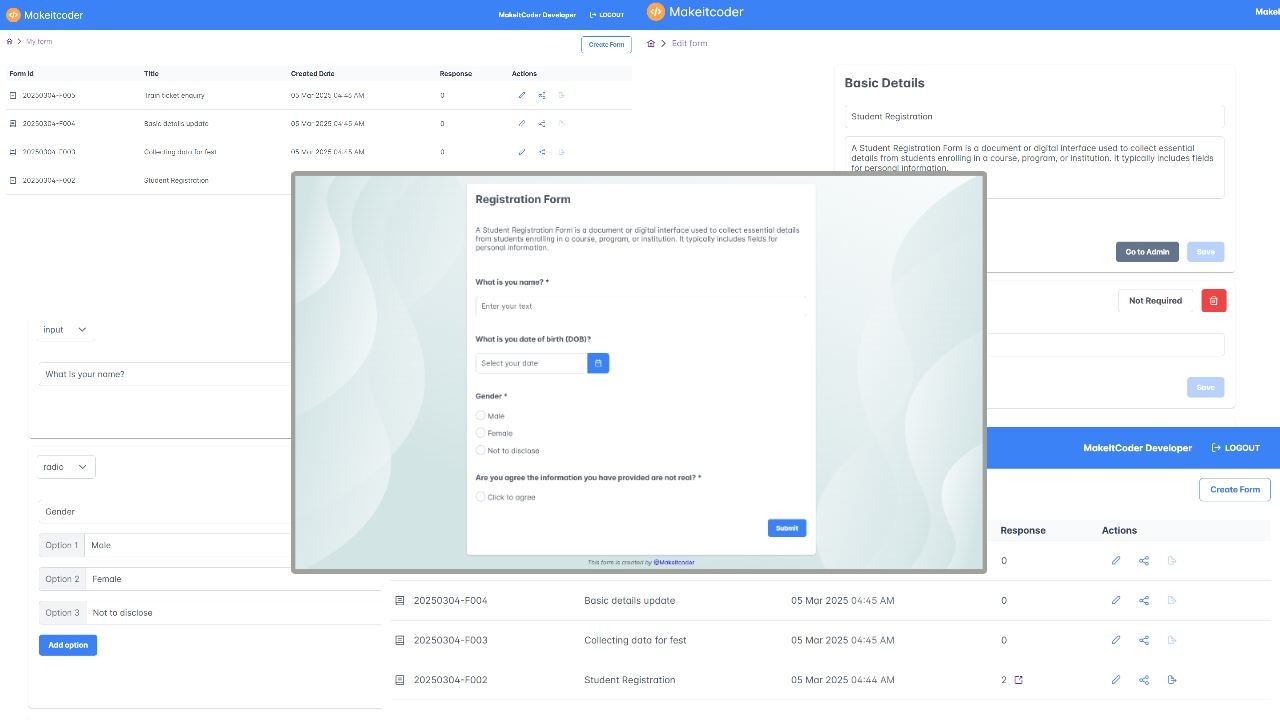 Makeitcoder
MakeItCoder Developer
LOGOUT
My form
Create Form
Form Id Title Created Date Response Actions
20250304-F005 Train ticket enquiry 05 Mar 2025 04:46 AM 0
20250304-F004 Basic details update 05 Mar 2025 04:45 AM 0
20250304-F003 Collecting data for fest 05 Mar 2025 04:45 AM 0
20250304-F002 Student Registration
Makeitcoder
Edit form
Basic Details
Student Registration
A Student Registration Form is a document or digital interface used to collect essential
details from students enrolling in a course, program, or institution. It typically includes fields
for personal information.
Go to Admin
Save
Not Required
Save
input
What is your name?
radio
Gender
Option 1 Male
Option 2 Female
Option 3 Not to disclose
Add option
Registration Form
A Student Registration Form is a document or digital interface used to collect essential details
from students enrolling in a course, program, or institution. It typically includes fields for
personal information.
What is you name? *
Enter your text
What is you date of birth (DOB)?
Select your date
Gender *
Male
Female
Not to disclose
Are you agree the information you have provided are not real? *
Click to agree
Submit
This form is created by @Makeitcoder
MakeItCoder Developer
LOGOUT
Create Form
Response Actions
0
20250304-F004 Basic details update 05 Mar 2025 04:45 AM 0
20250304-F003 Collecting data for fest 05 Mar 2025 04:45 AM 0
20250304-F002 Student Registration 05 Mar 2025 04:44 AM 2